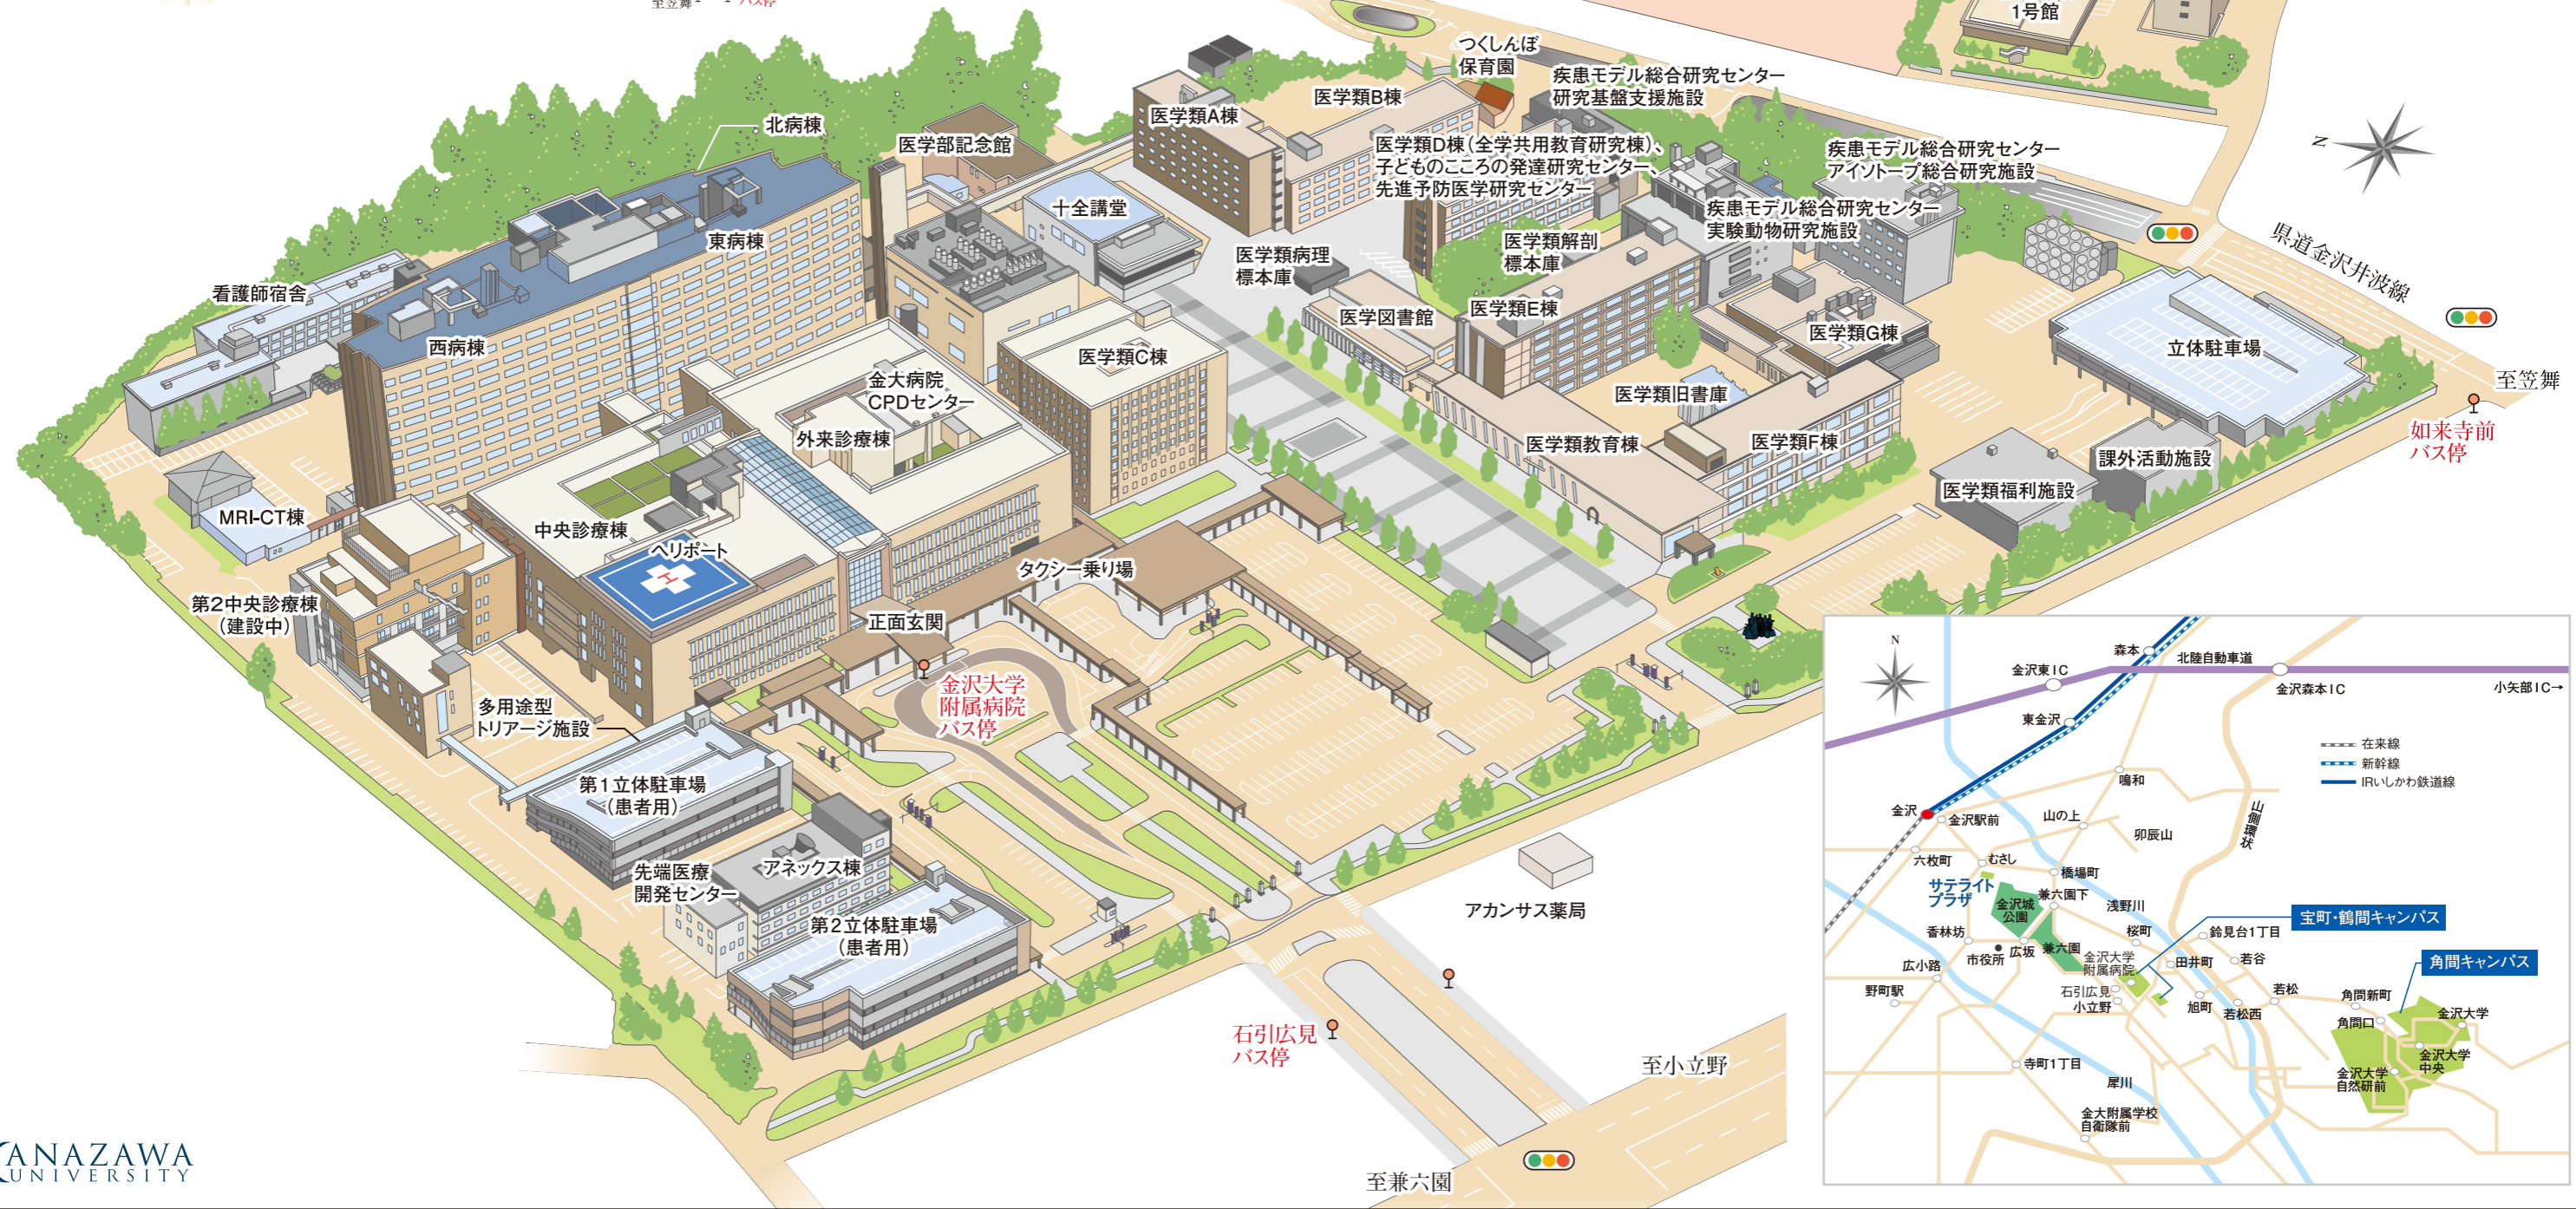 至笠舞
バス停
1号館
つくしんぼ
保育園
疾患モデル総合研究センター
研究基盤支援施設
医学類B棟
医学類A棟
北病棟
医学部記念館
医学類D棟(全学共用教育研究棟)、
子どものこころの発達研究センター、
先進予防医学研究センター
疾患モデル総合研究センター
アイソトープ総合研究施設
N
十全講堂
疾患モデル総合研究センター
実験動物研究施設
県道金沢井波線
東病棟
医学類病理
標本庫
医学類解剖
標本庫
看護師宿舎
医学図書館
医学類E棟
医学類G棟
西病棟
医学類C棟
立体駐車場
至笠舞
金大病院
CPDセンター
医学類旧書庫
外来診療棟
医学類教育棟
医学類F棟
如来寺前
バス停
課外活動施設
医学類福利施設
MRI-CT棟
中央診療棟
ヘリポート
H
タクシー乗り場
第2中央診療棟
(建設中)
正面玄関
金沢大学
附属病院
バス停
多用途型
トリアージ施設
第1立体駐車場
(患者用)
先端医療
開発センター
アネックス棟
第2立体駐車場
(患者用)
アカンサス薬局
石引広見
バス停
至小立野
至兼六園
KANAZAWA
UNIVERSITY
N
森本
北陸自動車道
金沢東IC
金沢森本IC
小矢部IC→
東金沢
在来線
新幹線
IRいしかわ鉄道線
鳴和
山側環状
金沢
金沢駅前
山の上
卯辰山
六枚町
むさし
橋場町
サテライト
プラザ
金沢城
公園
兼六園下
浅野川
宝町・鶴間キャンパス
香林坊
市役所
広坂
兼六園
桜町
鈴見台1丁目
金沢大学
附属病院
田井町
若谷
角間キャンパス
広小路
野町駅
石引広見
小立野
旭町
若松西
若松
角間新町
角間口
金沢大学
金沢大学
中央
金沢大学
自然研前
寺町1丁目
犀川
金大附属学校
自衛隊前